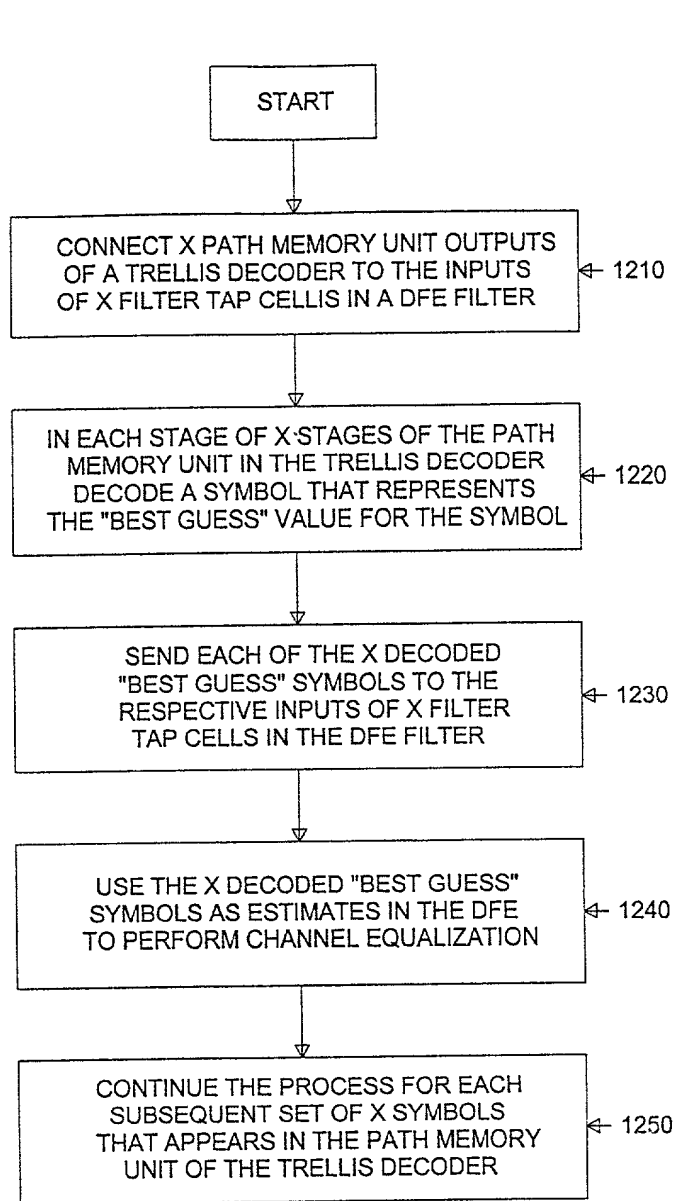 START
CONNECT X PATH MEMORY UNIT OUTPUTS
OF A TRELLIS DECODER TO THE INPUTS
OF X FILTER TAP CELLIS IN A DFE FILTER
1210
IN EACH STAGE OF X STAGES OF THE PATH
MEMORY UNIT IN THE TRELLIS DECODER
DECODE A SYMBOL THAT REPRESENTS
THE "BEST GUESS" VALUE FOR THE SYMBOL
1220
SEND EACH OF THE X DECODED
"BEST GUESS" SYMBOLS TO THE
RESPECTIVE INPUTS OF X FILTER
TAP CELLS IN THE DFE FILTER
1230
USE THE X DECODED "BEST GUESS"
SYMBOLS AS ESTIMATES IN THE DFE
TO PERFORM CHANNEL EQUALIZATION
1240
CONTINUE THE PROCESS FOR EACH
SUBSEQUENT SET OF X SYMBOLS
THAT APPEARS IN THE PATH MEMORY
UNIT OF THE TRELLIS DECODER
1250